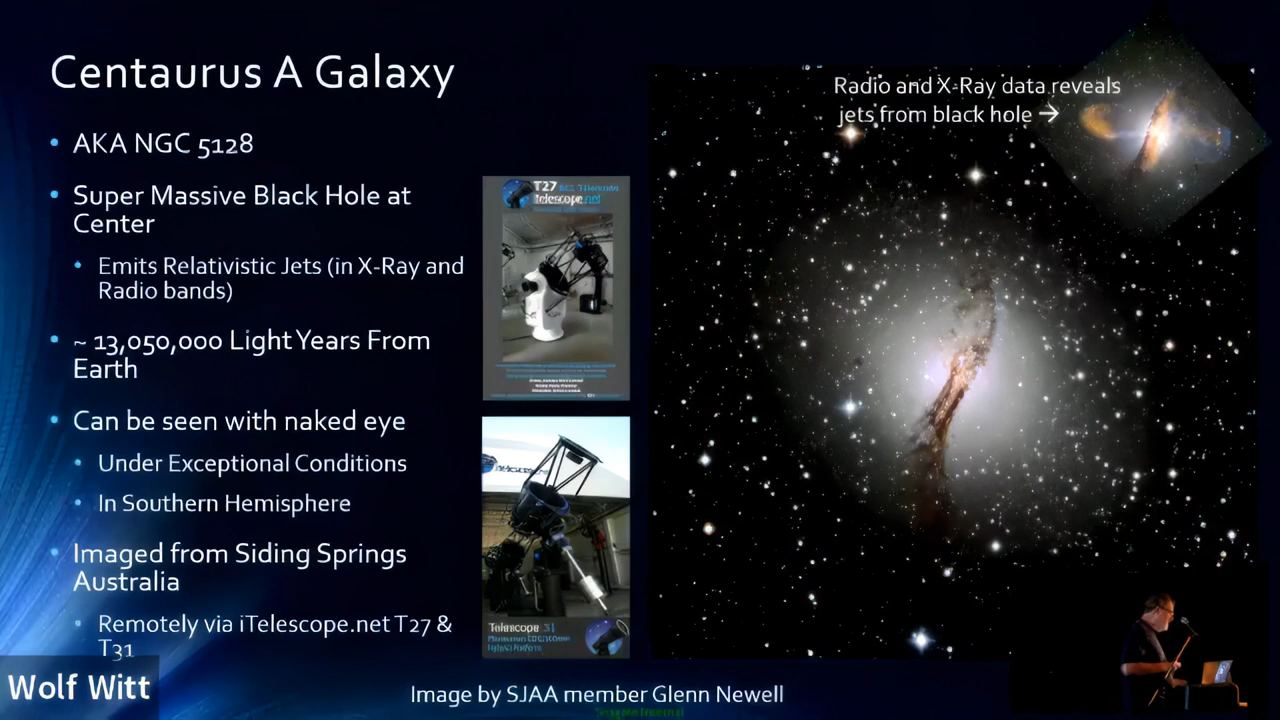 Centaurus A Galaxy
AKA NGC 5128
Super Massive Black Hole at
Center
Emits Relativistic Jets (in X-Ray and
Radio bands)
~ 13,050,000 Light Years From
Earth
Can be seen with naked eye
Under Exceptional Conditions
In Southern Hemisphere
Imaged from Siding Springs
Australia
Remotely via iTelescope.net T27 &
T31
T27
Telescope.net
Telescope 31
Radio and X-Ray data reveals
jets from black hole →
Image by SJAA member Glenn Newell
Wolf Witt